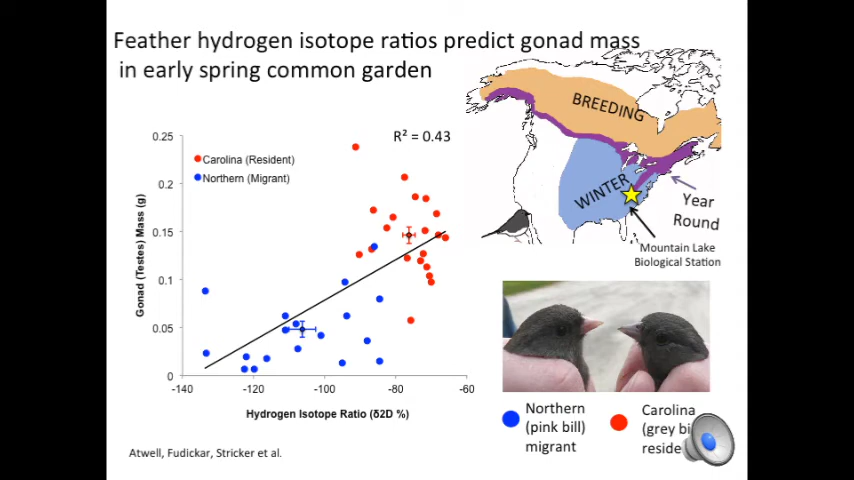 Feather hydrogen isotope ratios predict gonad mass
in early spring common garden
R² = 0.43
Carolina (Resident)
Northern (Migrant)
0.25
0.2
0.15
0.1
0.05
0
-140
-120
-100
-80
-60
Gonad (Testes) Mass (g)
Hydrogen Isotope Ratio (δ2D %)
BREEDING
WINTER
Year
Round
Mountain Lake
Biological Station
Northern
(pink bill)
migrant
Carolina
(grey bi
reside
Atwell, Fudickar, Stricker et al.